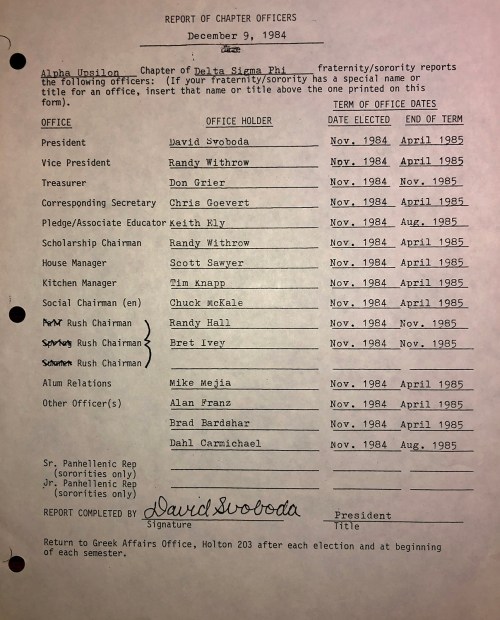 REPORT OF CHAPTER OFFICERS
December 9, 1984
Date
Alpha Upsilon Chapter of Delta Sigma Phi fraternity/sorority reports
the following officers: (If your fraternity/sorority has a special name or
title for an office, insert that name or title above the one printed on this
form).
TERM OF OFFICE DATES
OFFICE OFFICE HOLDER DATE ELECTED END OF TERM
President David Svoboda Nov. 1984 April 1985
Vice President Randy Withrow Nov. 1984 April 1985
Treasurer Don Grier Nov. 1984 Nov. 1985
Corresponding Secretary Chris Goevert Nov. 1984 April 1985
Pledge/Associate Educator Keith Ely Nov. 1984 Aug. 1985
Scholarship Chairman Randy Withrow Nov. 1984 April 1985
House Manager Scott Sawyer Nov. 1984 April 1985
Kitchen Manager Tim Knapp Nov. 1984 April 1985
Social Chairman (en) Chuck McKale Nov. 1984 April 1985
Rush Chairman Randy Hall Nov. 1984 Nov. 1985
Spring Rush Chairman Bret Ivey Nov. 1984 Nov. 1985
Summer Rush Chairman
Alum Relations Mike Mejia Nov. 1984 April 1985
Other Officer(s) Alan Franz Nov. 1984 April 1985
Brad Bardshar Nov. 1984 April 1985
Dahl Carmichael Nov. 1984 Aug. 1985
Sr. Panhellenic Rep
(sororities only)
Jr. Panhellenic Rep
(sororities only)
REPORT COMPLETED BY David Svoboda President
Signature Title
Return to Greek Affairs Office, Holton 203 after each election and at beginning
of each semester.